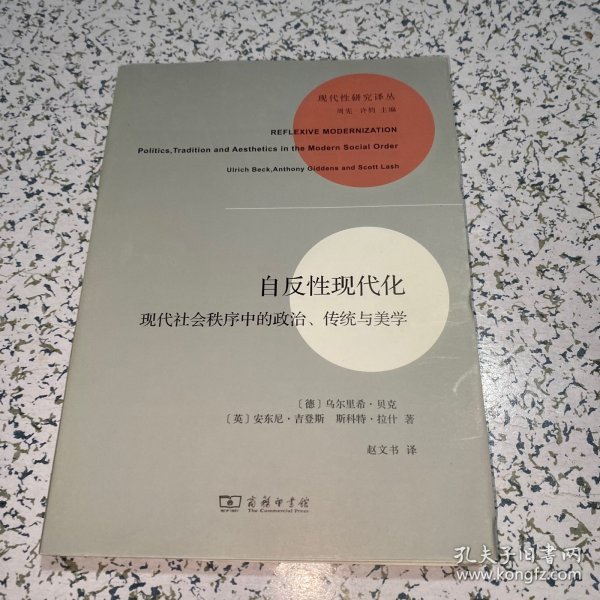 现代性研究译丛
周宪 许钧 主编
REFLEXIVE MODERNIZATION
Politics,Tradition and Aesthetics in the Modern Social Order
Ulrich Beck,Anthony Giddens and Scott Lash
自反性现代化
现代社会秩序中的政治、传统与美学
〔德〕乌尔里希·贝克
〔英〕安东尼·吉登斯 斯科特·拉什 著
赵文书 译
商务印书馆
The Commercial Press
孔夫子旧书网
www.kongfz.com